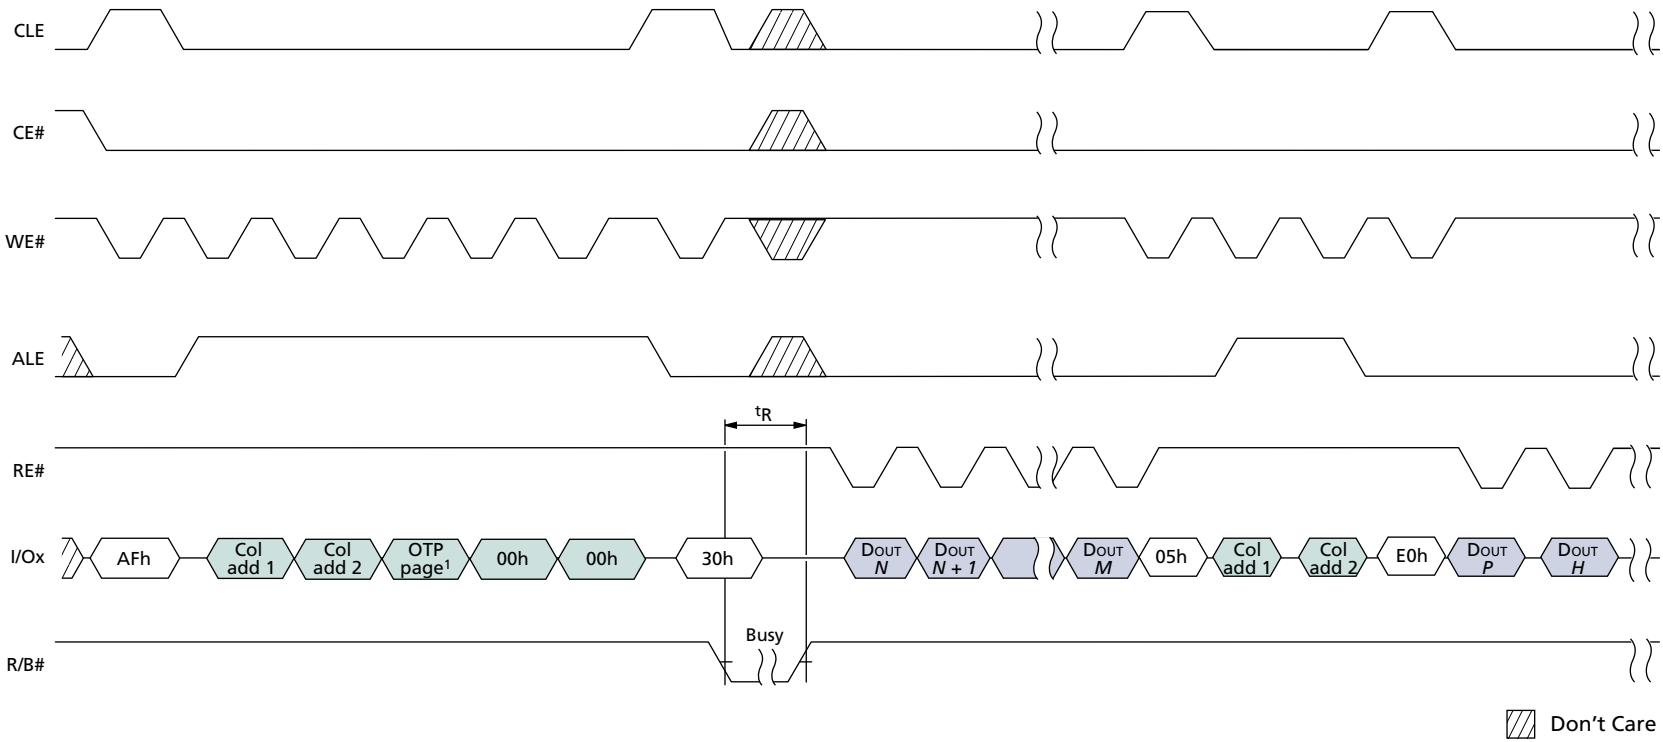 CLE
CE#
WE#
ALE
tR
RE#
I/Ox
AFh
Col
add 1
Col
add 2
OTP
page1
00h
00h
30h
DOUT
N
DOUT
N + 1
DOUT
M
05h
Col
add 1
Col
add 2
E0h
DOUT
P
DOUT
H
Busy
R/B#
Don't Care